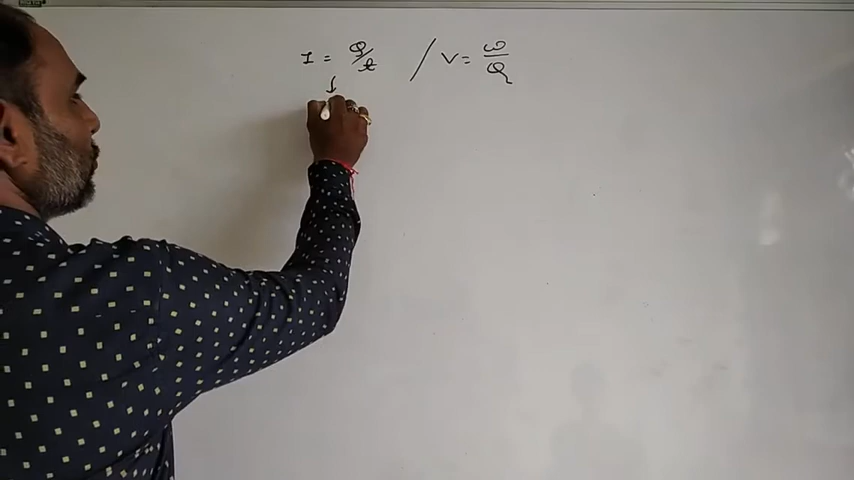 I = Q/t / V = W/Q